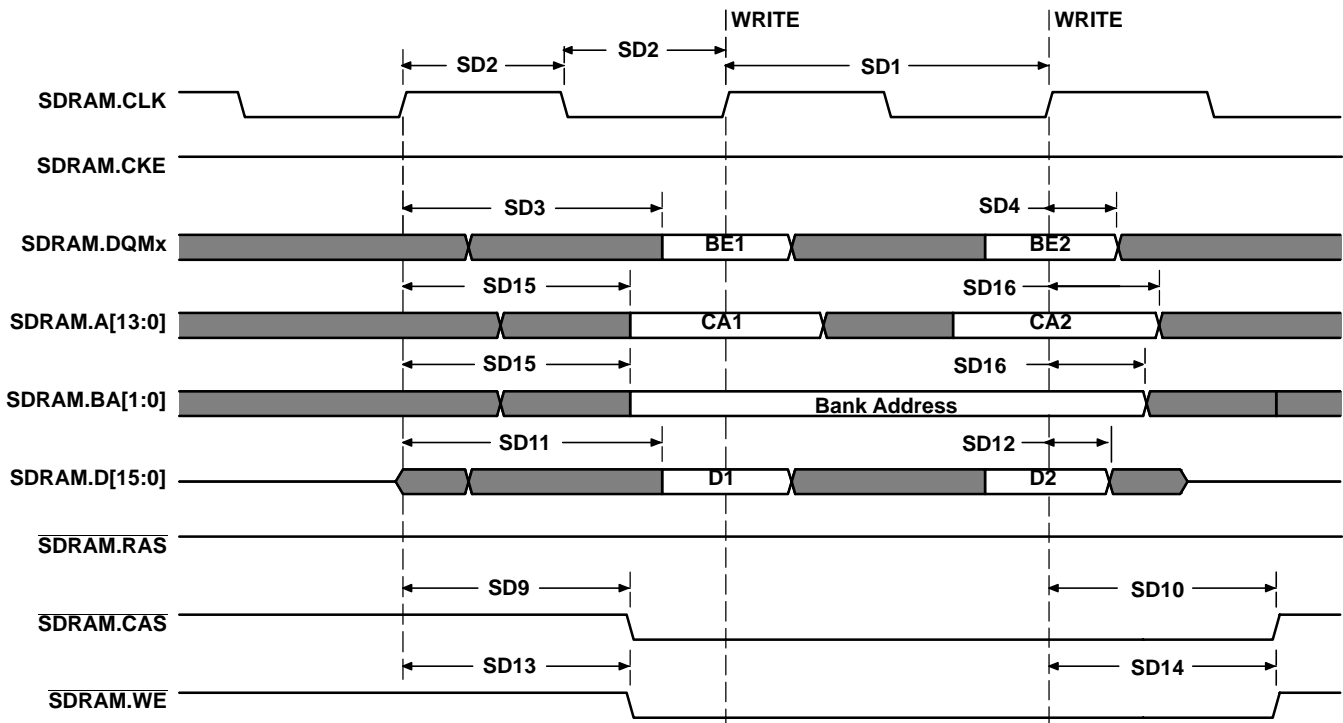 WRITE WRITE
SD2 SD2 SD1
SDRAM.CLK
SDRAM.CKE
SD3 SD4
SDRAM.DQMx BE1 BE2
SD15 SD16
SDRAM.A[13:0] CA1 CA2
SD15 SD16
SDRAM.BA[1:0] Bank Address
SD11 SD12
SDRAM.D[15:0] D1 D2
SDRAM.RAS
SD9 SD10
SDRAM.CAS
SD13 SD14
SDRAM.WE